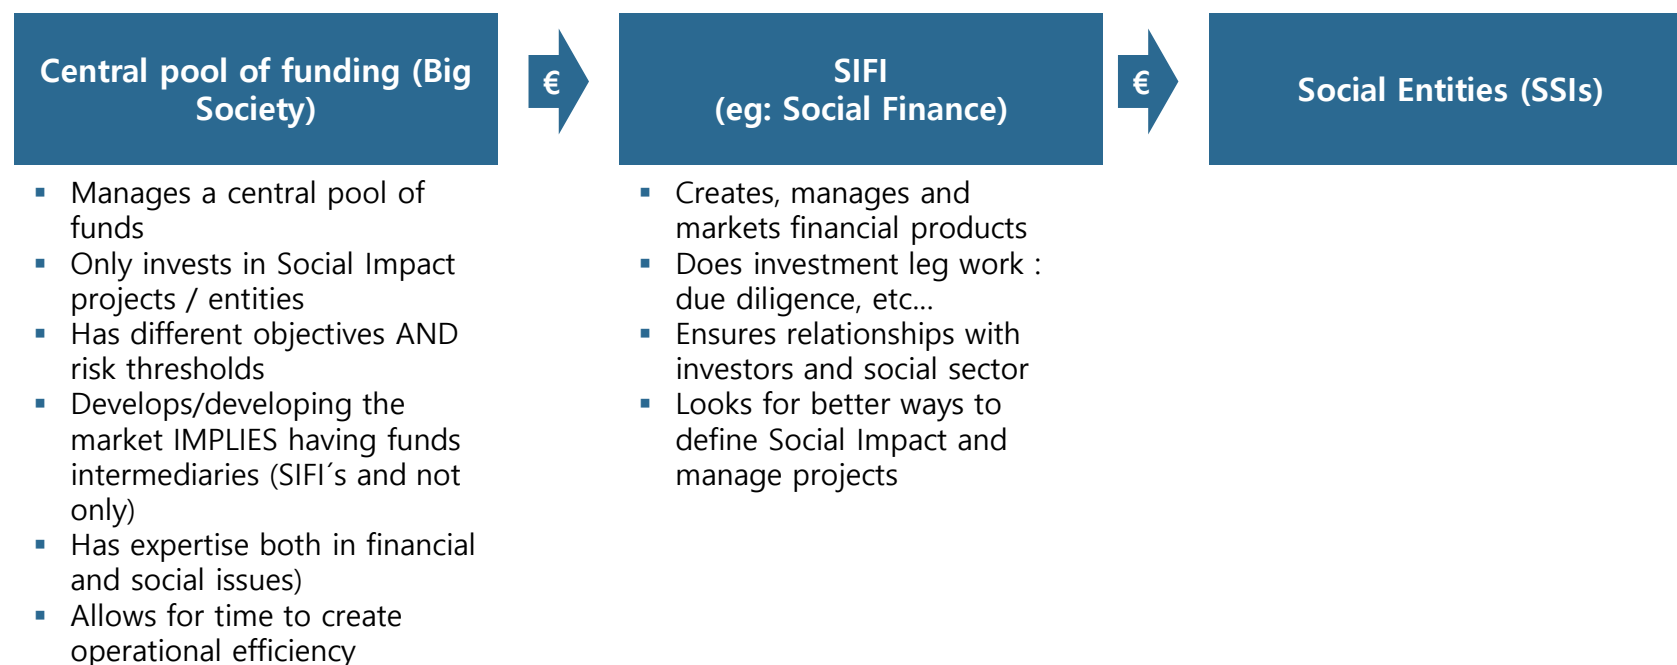 Central pool of funding (Big
Society)
€
SIFI
(eg: Social Finance)
€
Social Entities (SSIs)
▪ Manages a central pool of
funds
▪ Only invests in Social Impact
projects / entities
▪ Has different objectives AND
risk thresholds
▪ Develops/developing the
market IMPLIES having funds
intermediaries (SIFI´s and not
only)
▪ Has expertise both in financial
and social issues)
▪ Allows for time to create
operational efficiency
▪ Creates, manages and
markets financial products
▪ Does investment leg work :
due diligence, etc...
▪ Ensures relationships with
investors and social sector
▪ Looks for better ways to
define Social Impact and
manage projects